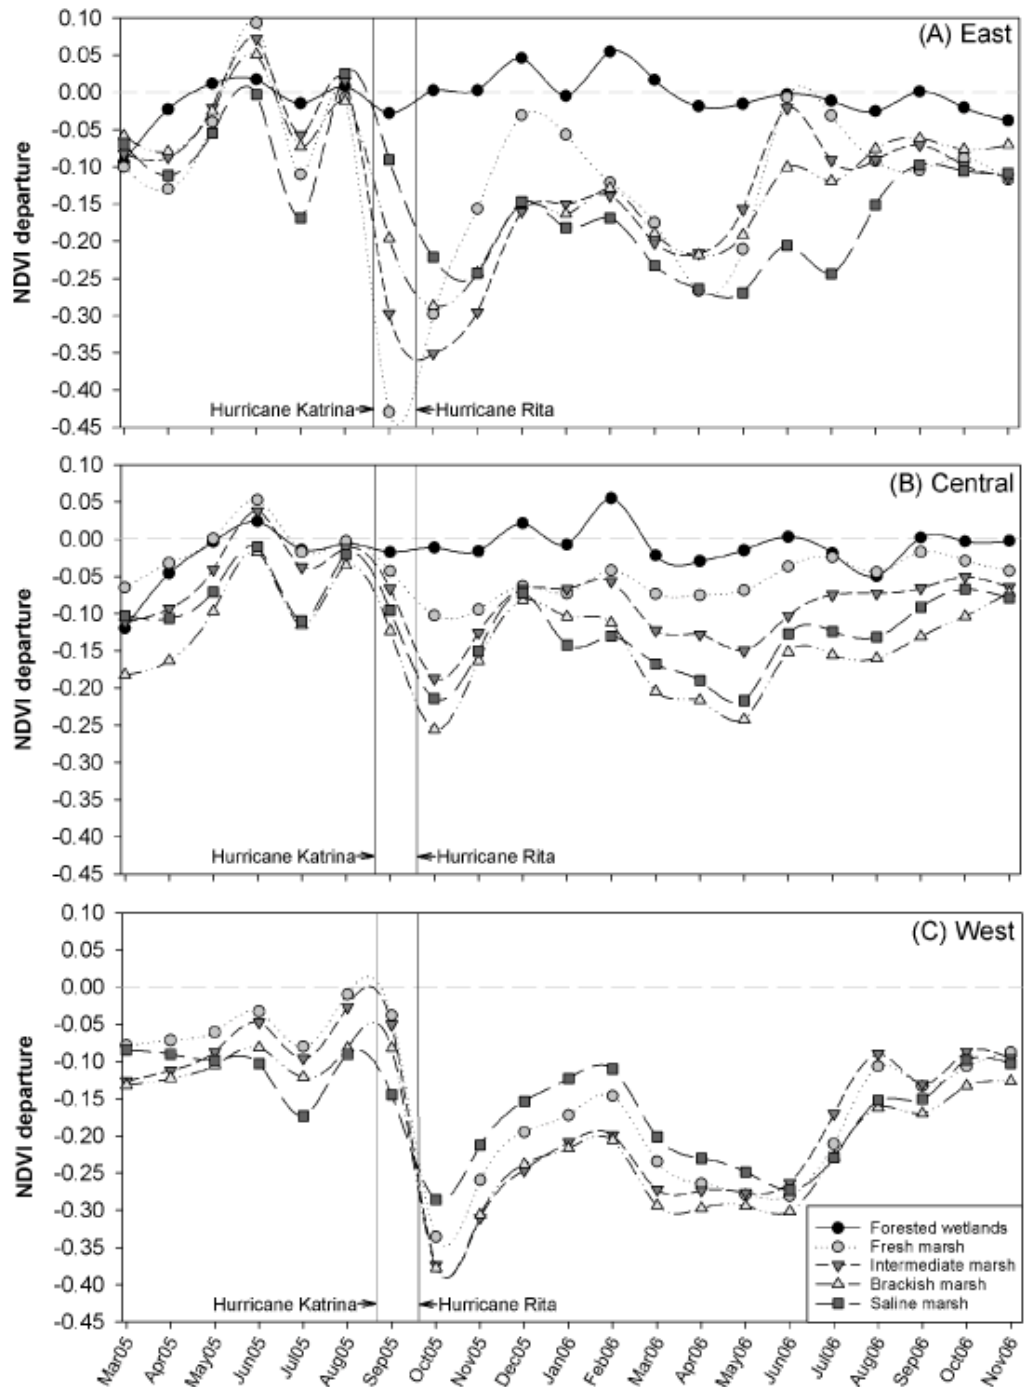 (A) East
NDVI departure
0.10
0.05
0.00
-0.05
-0.10
-0.15
-0.20
-0.25
-0.30
-0.35
-0.40
-0.45
Hurricane Katrina
Hurricane Rita
(B) Central
NDVI departure
0.10
0.05
0.00
-0.05
-0.10
-0.15
-0.20
-0.25
-0.30
-0.35
-0.40
-0.45
Hurricane Katrina
Hurricane Rita
(C) West
NDVI departure
0.10
0.05
0.00
-0.05
-0.10
-0.15
-0.20
-0.25
-0.30
-0.35
-0.40
-0.45
Hurricane Katrina
Hurricane Rita
Forested wetlands
Fresh marsh
Intermediate marsh
Brackish marsh
Saline marsh
Mar05
Apr05
May05
Jun05
Jul05
Aug05
Sep05
Oct05
Nov05
Dec05
Jan06
Feb06
Mar06
Apr06
May06
Jun06
Jul06
Aug06
Sep06
Oct06
Nov06